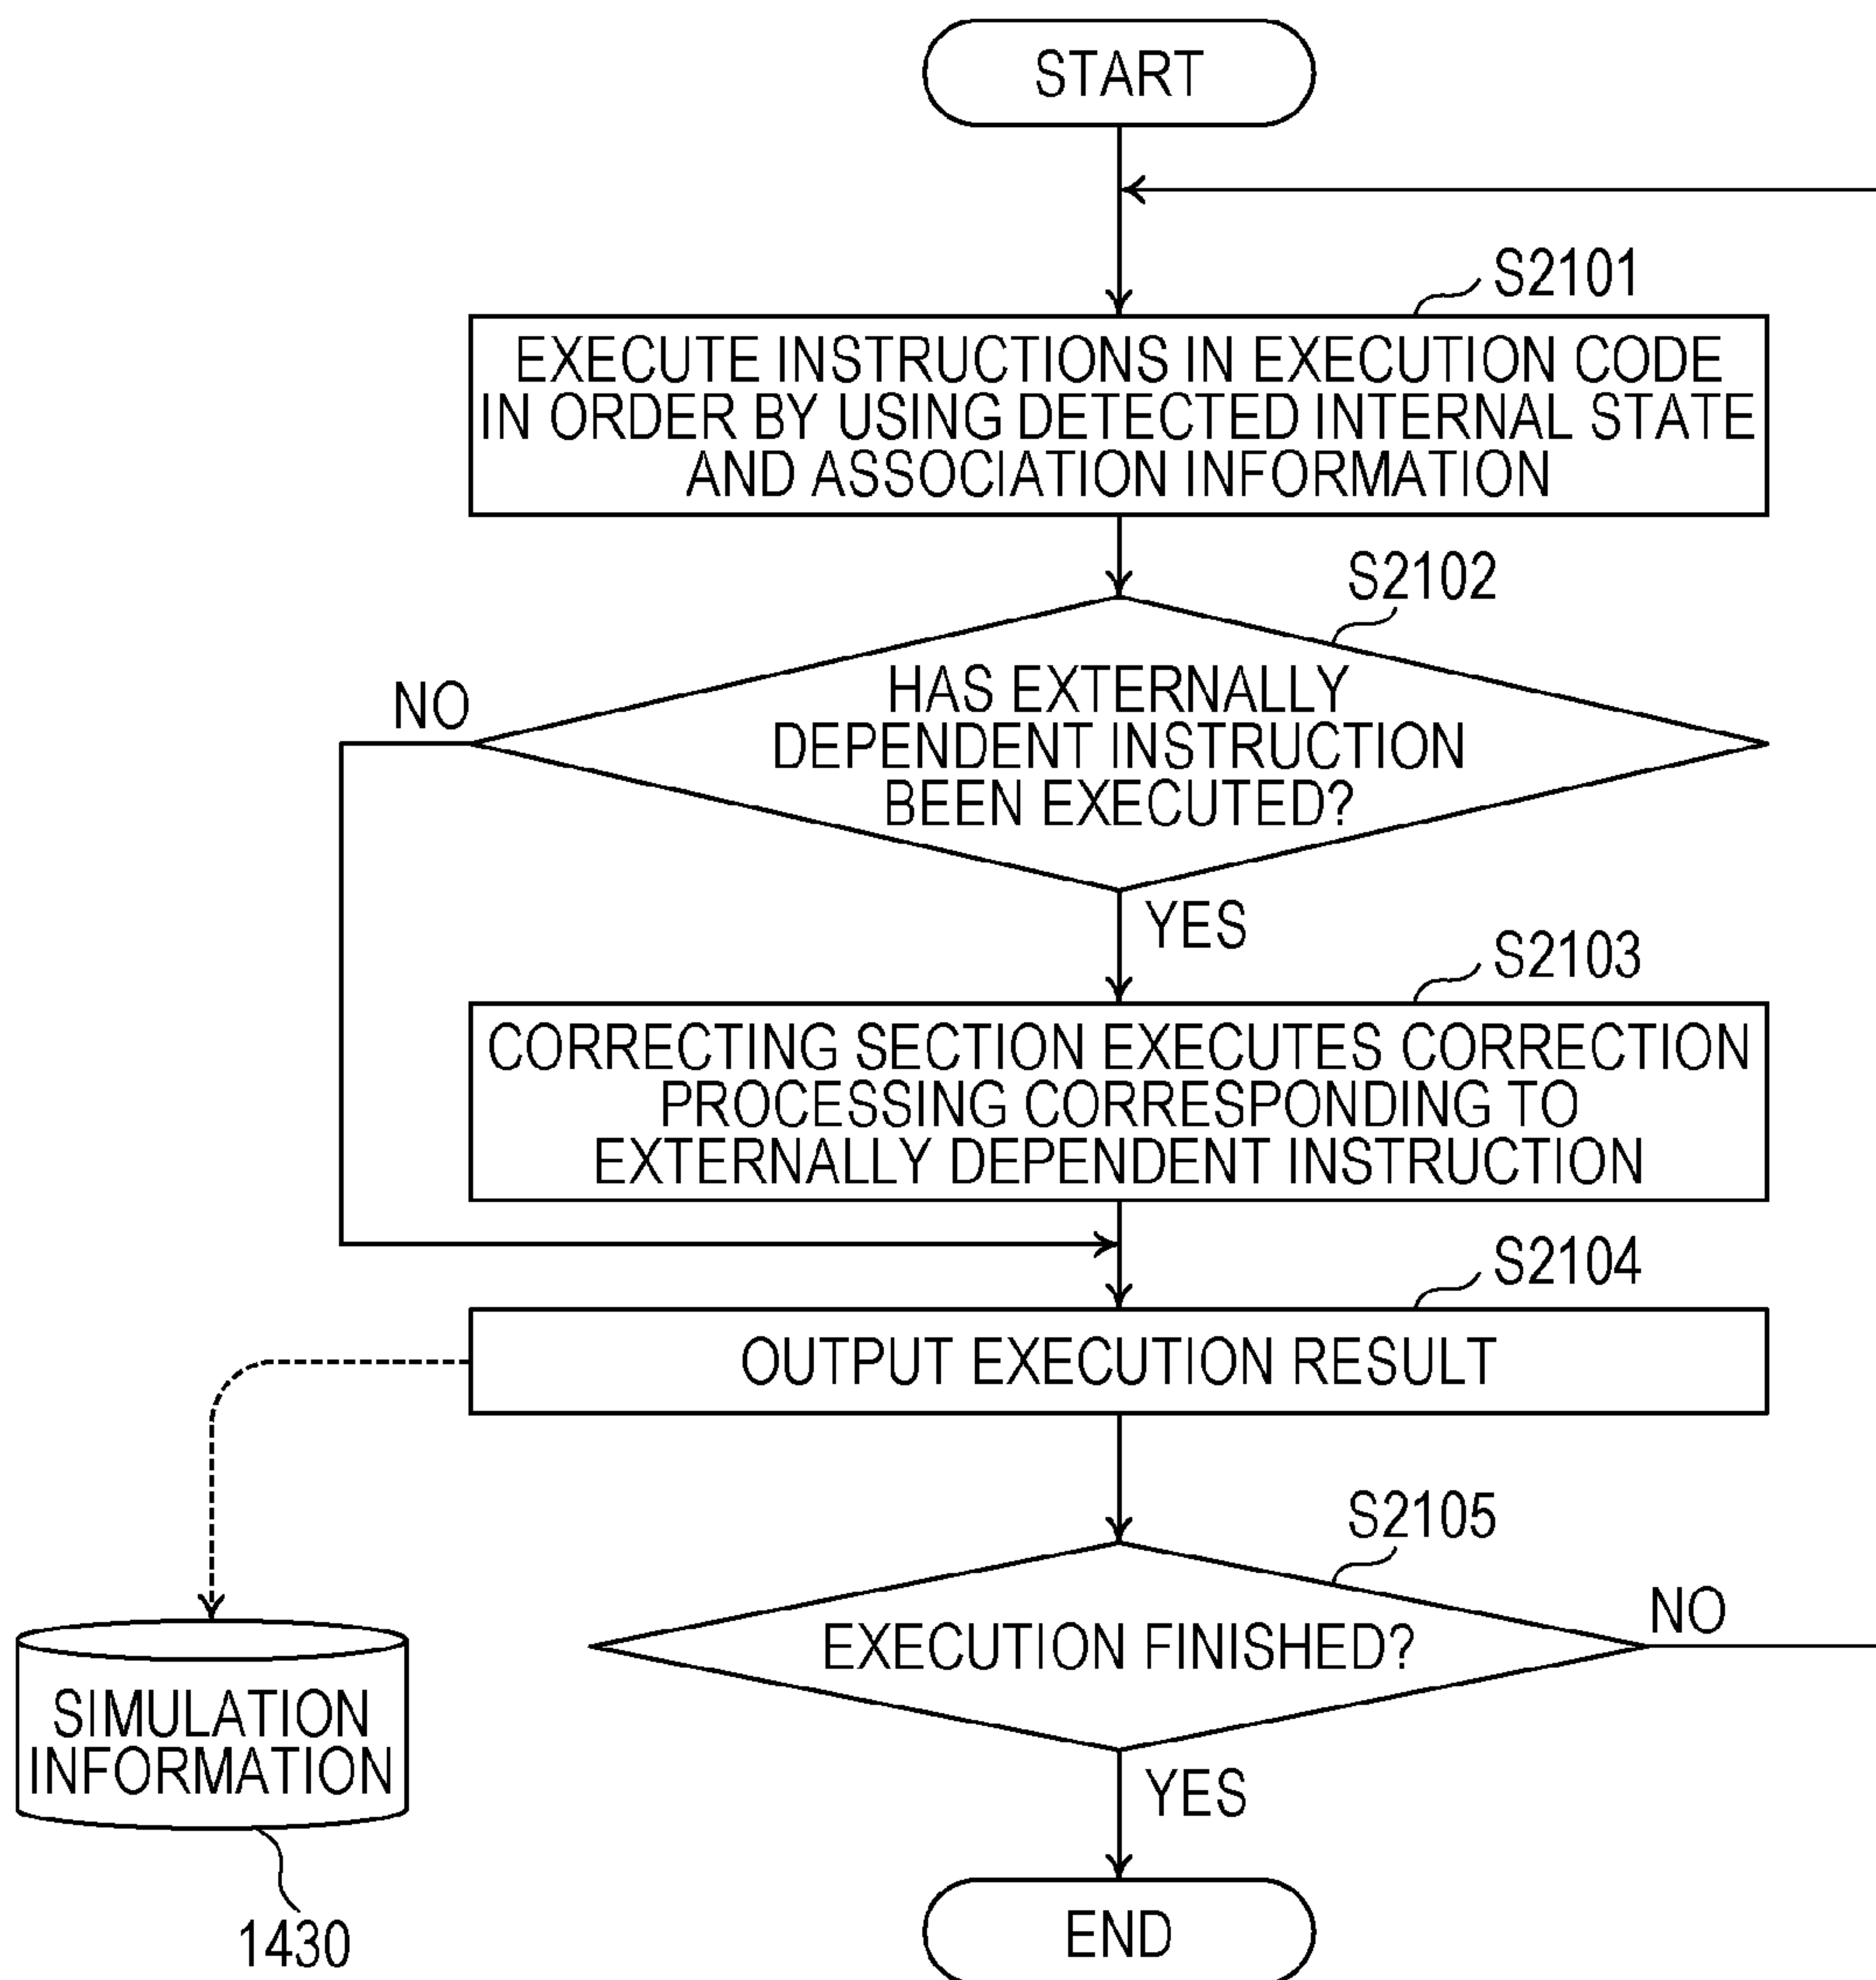 START
S2101
EXECUTE INSTRUCTIONS IN EXECUTION CODE
IN ORDER BY USING DETECTED INTERNAL STATE
AND ASSOCIATION INFORMATION
S2102
HAS EXTERNALLY
DEPENDENT INSTRUCTION
BEEN EXECUTED?
NO
YES
S2103
CORRECTING SECTION EXECUTES CORRECTION
PROCESSING CORRESPONDING TO
EXTERNALLY DEPENDENT INSTRUCTION
S2104
OUTPUT EXECUTION RESULT
S2105
EXECUTION FINISHED?
NO
SIMULATION
INFORMATION
YES
1430
END